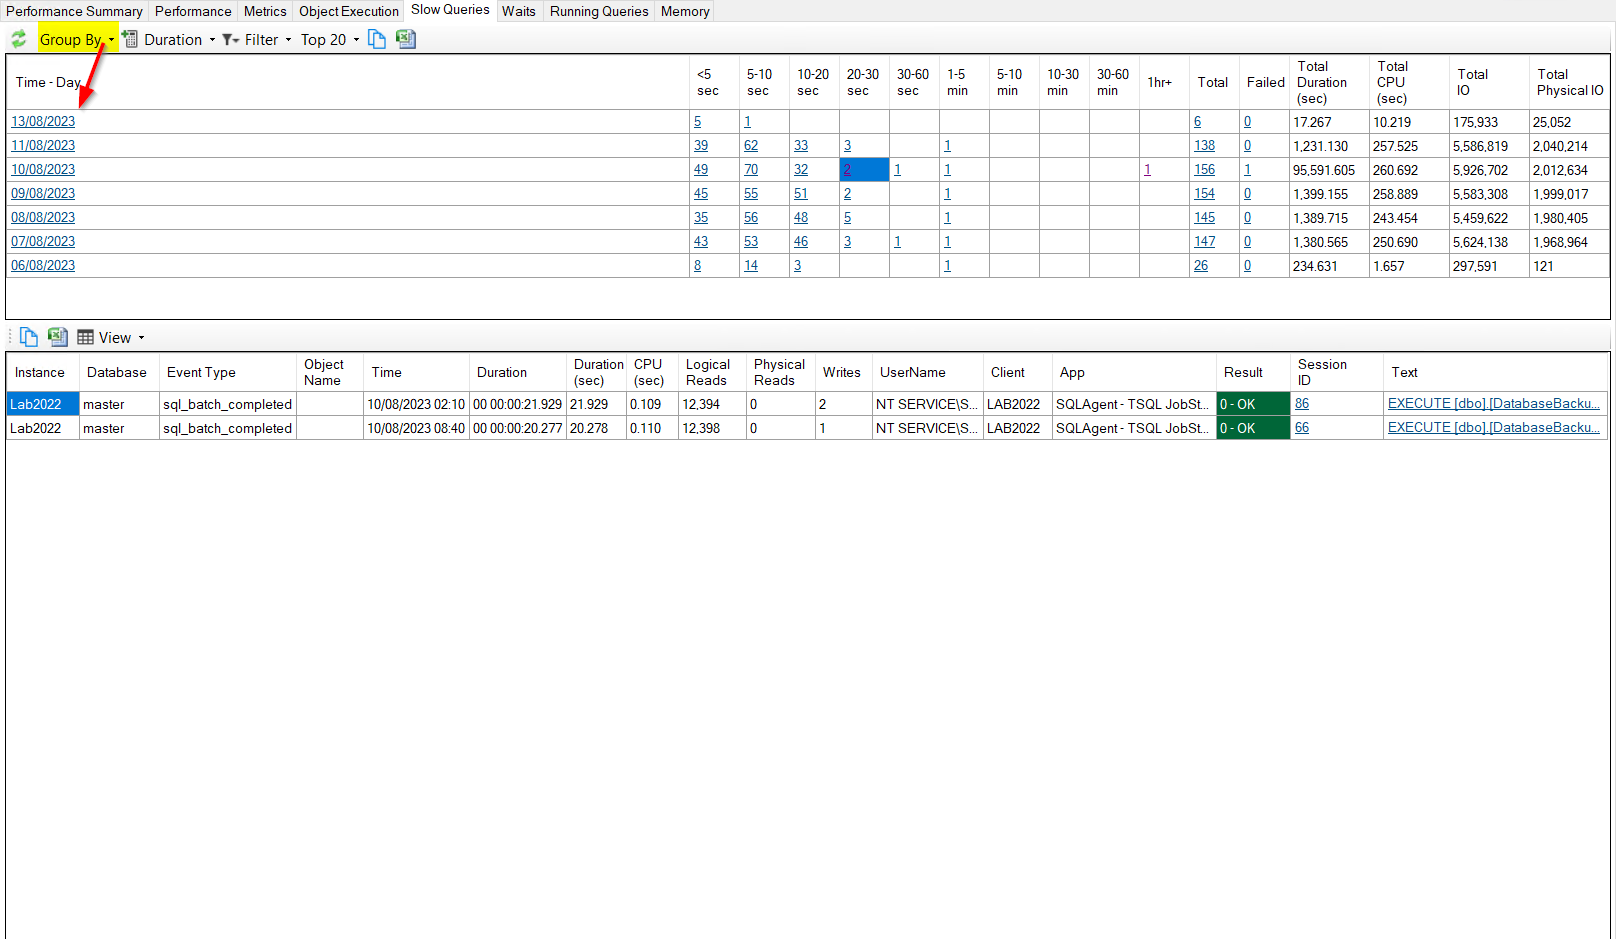 Performance Summary Performance Metrics Object Execution Slow Queries Waits Running Queries Memory
Group By Duration Filter Top 20
Time - Day <5 sec 5-10 sec 10-20 sec 20-30 sec 30-60 sec 1-5 min 5-10 min 10-30 min 30-60 min 1hr+ Total Failed Total Duration (sec) Total CPU (sec) Total IO Total Physical IO
13/08/2023 5 1 6 0 17.267 10.219 175,933 25,052
11/08/2023 39 62 33 3 1 138 0 1,231.130 257.525 5,586,819 2,040,214
10/08/2023 49 70 32 2 1 1 1 156 1 95,591.605 260.692 5,926,702 2,012,634
09/08/2023 45 55 51 2 1 154 0 1,399.155 258.889 5,583,308 1,999,017
08/08/2023 35 56 48 5 1 145 0 1,389.715 243.454 5,459,622 1,980,405
07/08/2023 43 53 46 3 1 1 147 0 1,380.565 250.690 5,624,138 1,968,964
06/08/2023 8 14 3 1 26 0 234.631 1.657 297,591 121
View
Instance Database Event Type Object Name Time Duration Duration (sec) CPU (sec) Logical Reads Physical Reads Writes UserName Client App Result Session ID Text
Lab2022 master sql_batch_completed 10/08/2023 02:10 00 00:00:21.929 21.929 0.109 12,394 0 2 NT SERVICE\S... LAB2022 SQLAgent - TSQL JobSt... 0 - OK 86 EXECUTE [dbo].[DatabaseBacku...
Lab2022 master sql_batch_completed 10/08/2023 08:40 00 00:00:20.277 20.278 0.110 12,398 0 1 NT SERVICE\S... LAB2022 SQLAgent - TSQL JobSt... 0 - OK 66 EXECUTE [dbo].[DatabaseBacku...